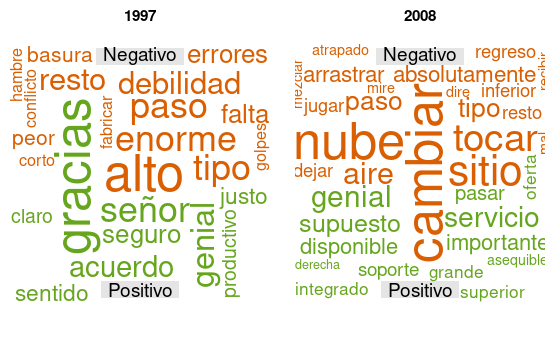 1997
Negativo
basura
errores
hambre
conflicto
resto
debilidad
fabricar
paso
falta
golpes
peor
corto
enorme
gracias
alto
tipo
claro
señor
justo
seguro
genial
productivo
acuerdo
sentido
Positivo
2008
atrapado
Negativo
regreso
mezclar
arrastrar
absolutamente
recibir
mire
dire
inferior
jugar
paso
tipo
resto
nube
cambiar
tocar
mal
dejar
aire
sitio
oferta
genial
pasar
supuesto
servicio
disponible
importante
derecha
soporte
grande
asequible
integrado
Positivo
superior